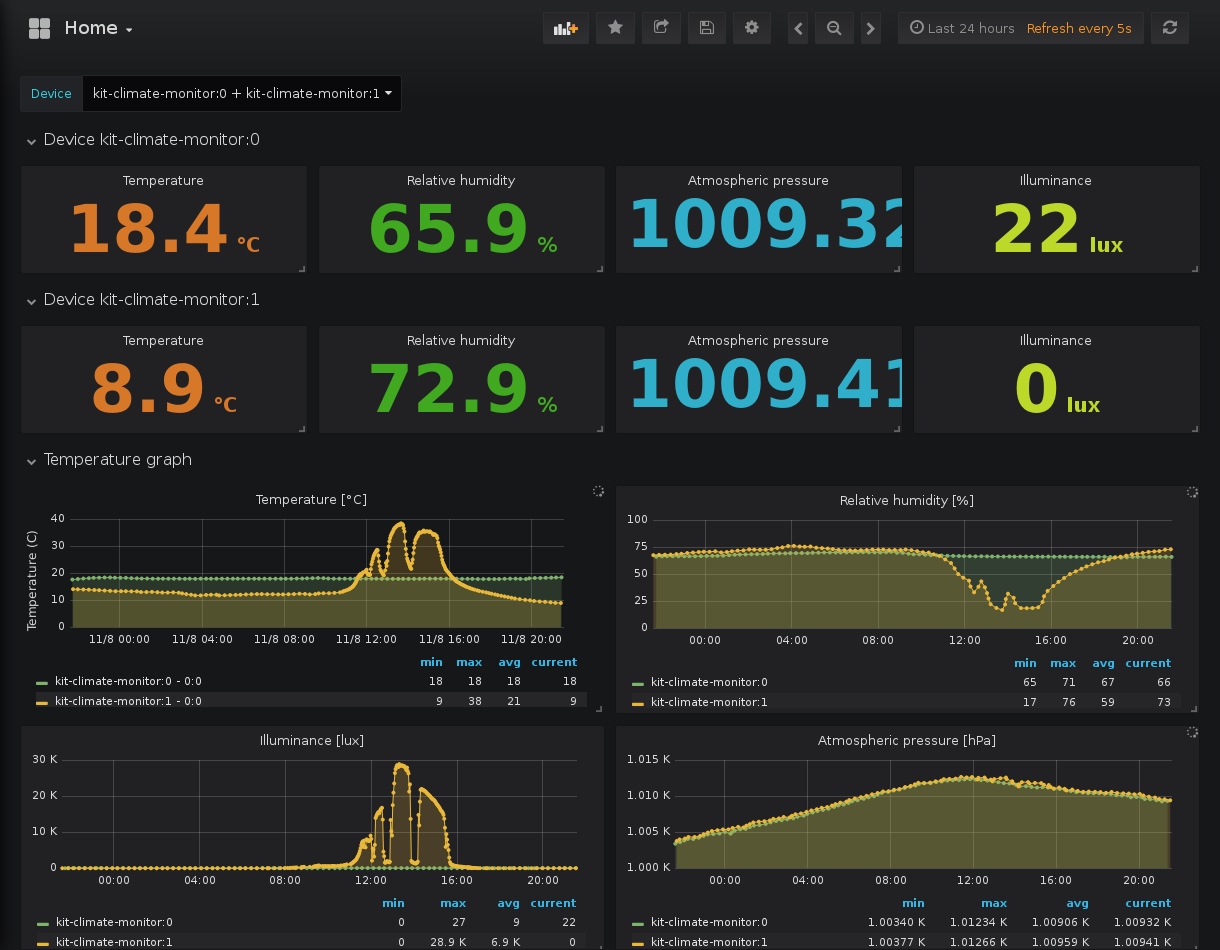 Home
Last 24 hours Refresh every 5s
Device kit-climate-monitor:0 + kit-climate-monitor:1
Device kit-climate-monitor:0
Temperature Relative humidity Atmospheric pressure Illuminance
18.4 °C 65.9 % 1009.32 22 lux
Device kit-climate-monitor:1
Temperature Relative humidity Atmospheric pressure Illuminance
8.9 °C 72.9 % 1009.41 0 lux
Temperature graph
Temperature [°C]
Temperature (C)
40
30
20
10
0
11/8 00:00 11/8 04:00 11/8 08:00 11/8 12:00 11/8 16:00 11/8 20:00
min max avg current
kit-climate-monitor:0 - 0:0 18 18 18 18
kit-climate-monitor:1 - 0:0 9 38 21 9
Relative humidity [%]
100
75
50
25
0
00:00 04:00 08:00 12:00 16:00 20:00
min max avg current
kit-climate-monitor:0 65 71 67 66
kit-climate-monitor:1 17 76 59 73
Illuminance [lux]
30 K
20 K
10 K
0
00:00 04:00 08:00 12:00 16:00 20:00
min max avg current
kit-climate-monitor:0 0 27 9 22
kit-climate-monitor:1 0 28.9 K 6.9 K 0
Atmospheric pressure [hPa]
1.015 K
1.010 K
1.005 K
1.000 K
00:00 04:00 08:00 12:00 16:00 20:00
min max avg current
kit-climate-monitor:0 1.00340 K 1.01234 K 1.00906 K 1.00932 K
kit-climate-monitor:1 1.00377 K 1.01266 K 1.00959 K 1.00941 K